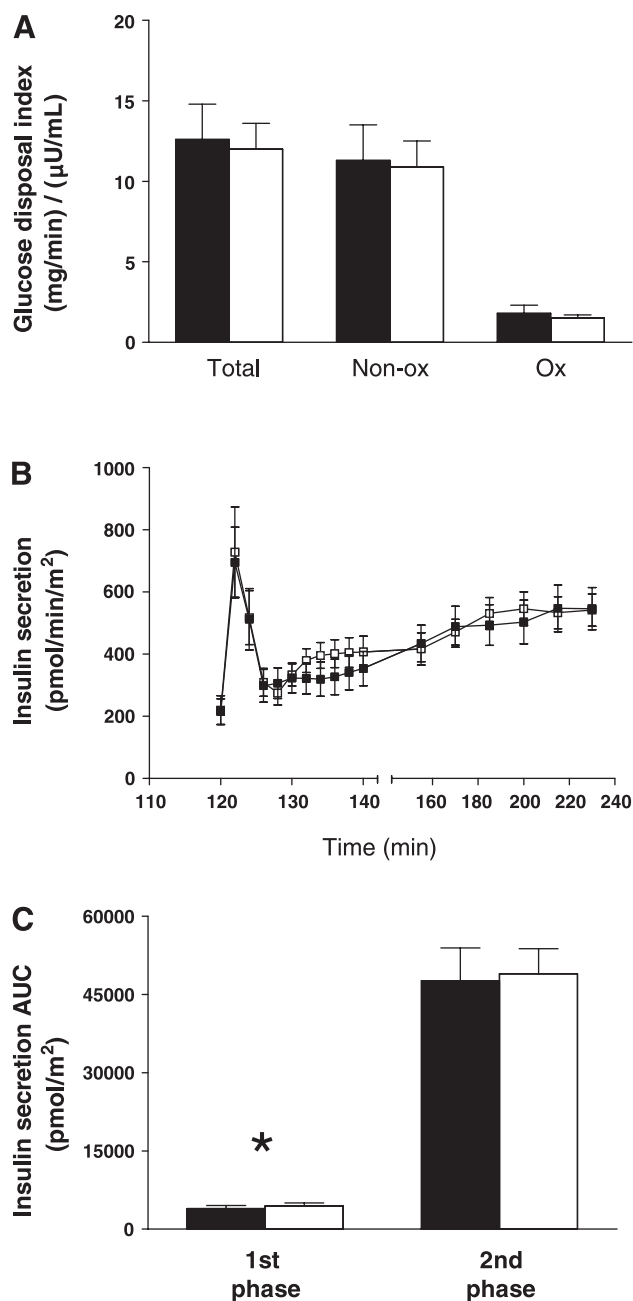 A
Glucose disposal index
(mg/min) / (µU/mL)
20
15
10
5
0
Total
Non-ox
Ox
B
Insulin secretion
(pmol/min/m²)
1000
800
600
400
200
0
110
120
130
140
160
180
200
220
240
Time (min)
C
Insulin secretion AUC
(pmol/m²)
60000
45000
30000
15000
0
*
1st
phase
2nd
phase